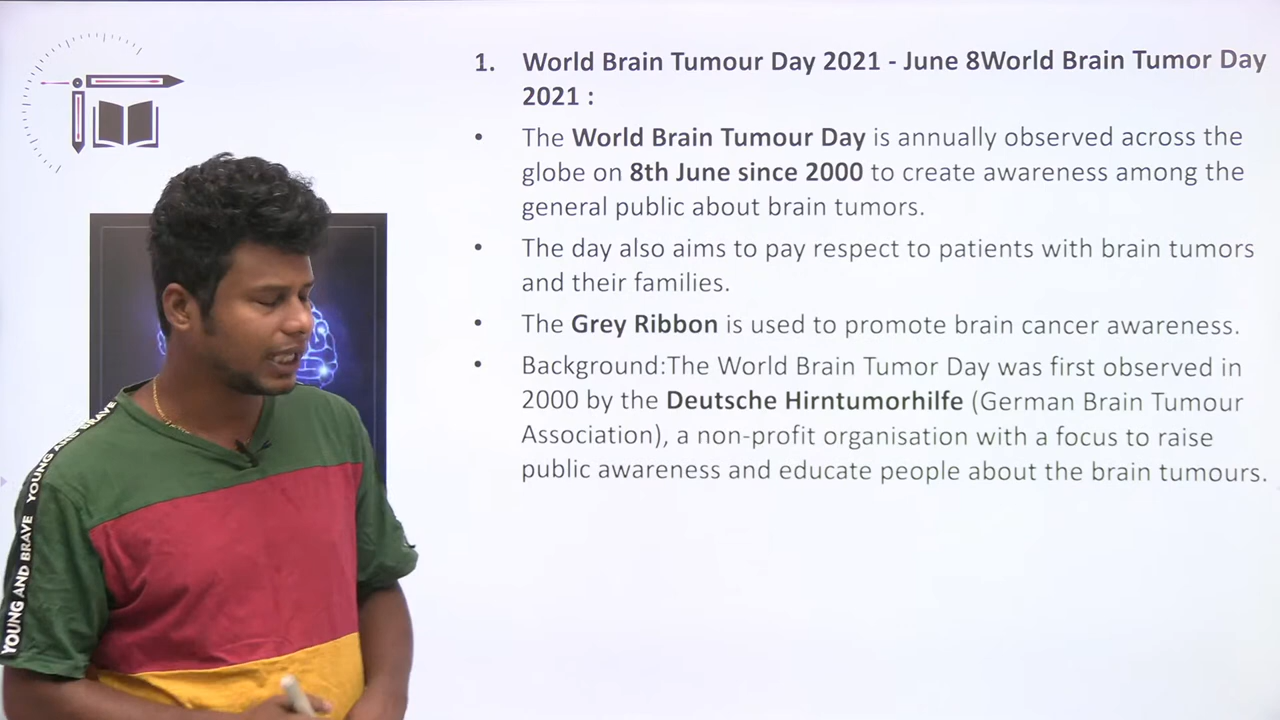 1. World Brain Tumour Day 2021 - June 8World Brain Tumor Day
2021 :
• The World Brain Tumour Day is annually observed across the
globe on 8th June since 2000 to create awareness among the
general public about brain tumors.
• The day also aims to pay respect to patients with brain tumors
and their families.
• The Grey Ribbon is used to promote brain cancer awareness.
• Background:The World Brain Tumor Day was first observed in
2000 by the Deutsche Hirntumorhilfe (German Brain Tumour
Association), a non-profit organisation with a focus to raise
public awareness and educate people about the brain tumours.
YOUNG AND BRAVE
YOUNG AND BRAVE